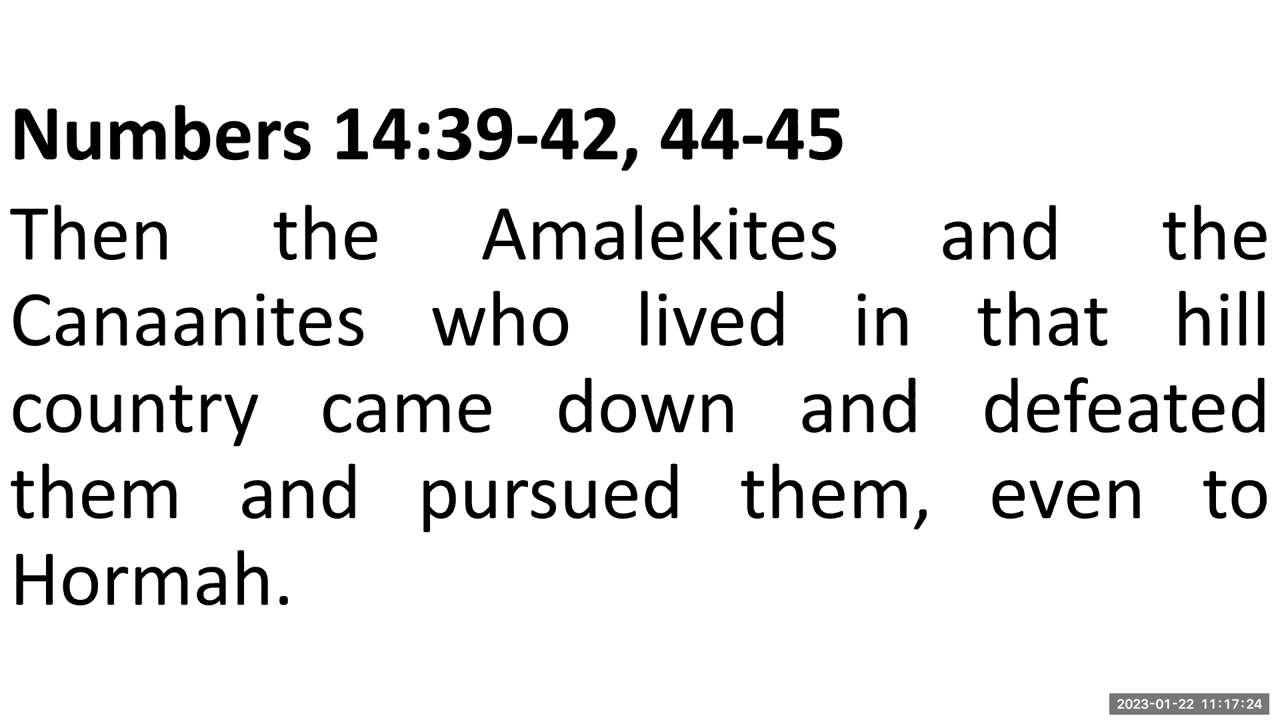 Numbers 14:39-42, 44-45
Then the Amalekites and the
Canaanites who lived in that hill
country came down and defeated
them and pursued them, even to
Hormah.
2023-01-22 11:17:24